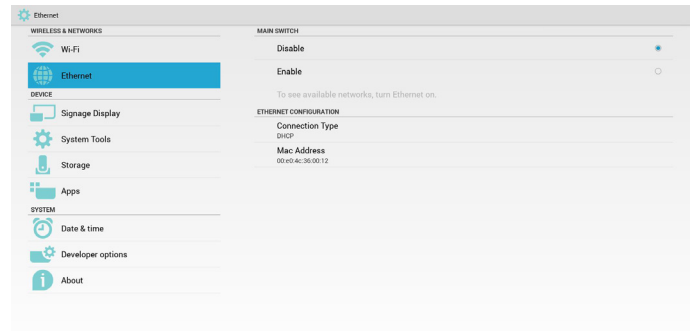 Ethernet
WIRELESS & NETWORKS
Wi-Fi
Ethernet
DEVICE
Signage Display
System Tools
Storage
Apps
SYSTEM
Date & time
Developer options
About
MAIN SWITCH
Disable
Enable
To see available networks, turn Ethernet on.
ETHERNET CONFIGURATION
Connection Type
DHCP
Mac Address
00:e0:4c:36:00:12